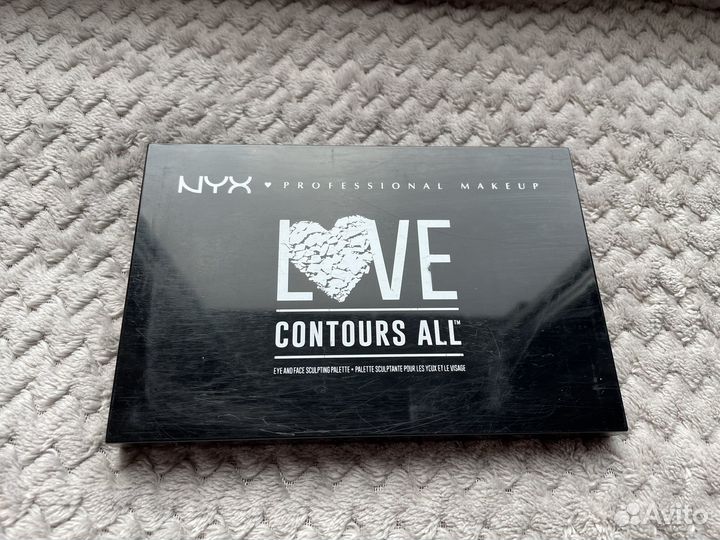 NYX ♥ PROFESSIONAL MAKEUP
LOVE
CONTOURS ALL™
EYE AND FACE SCULPTING PALETTE • PALETTE SCULPTANTE POUR LES YEUX ET LE VISAGE
Avito